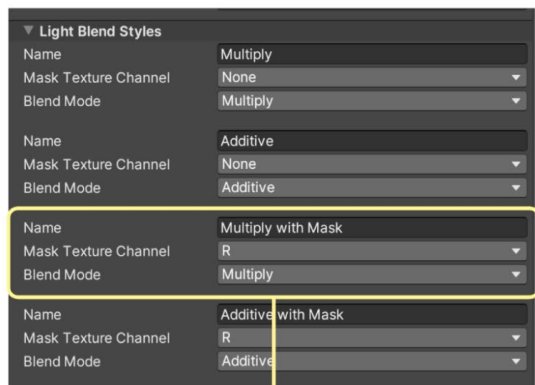 Light Blend Styles
Name Multiply
Mask Texture Channel None
Blend Mode Multiply
Name Additive
Mask Texture Channel None
Blend Mode Additive
Name Multiply with Mask
Mask Texture Channel R
Blend Mode Multiply
Name Additive with Mask
Mask Texture Channel R
Blend Mode Additive